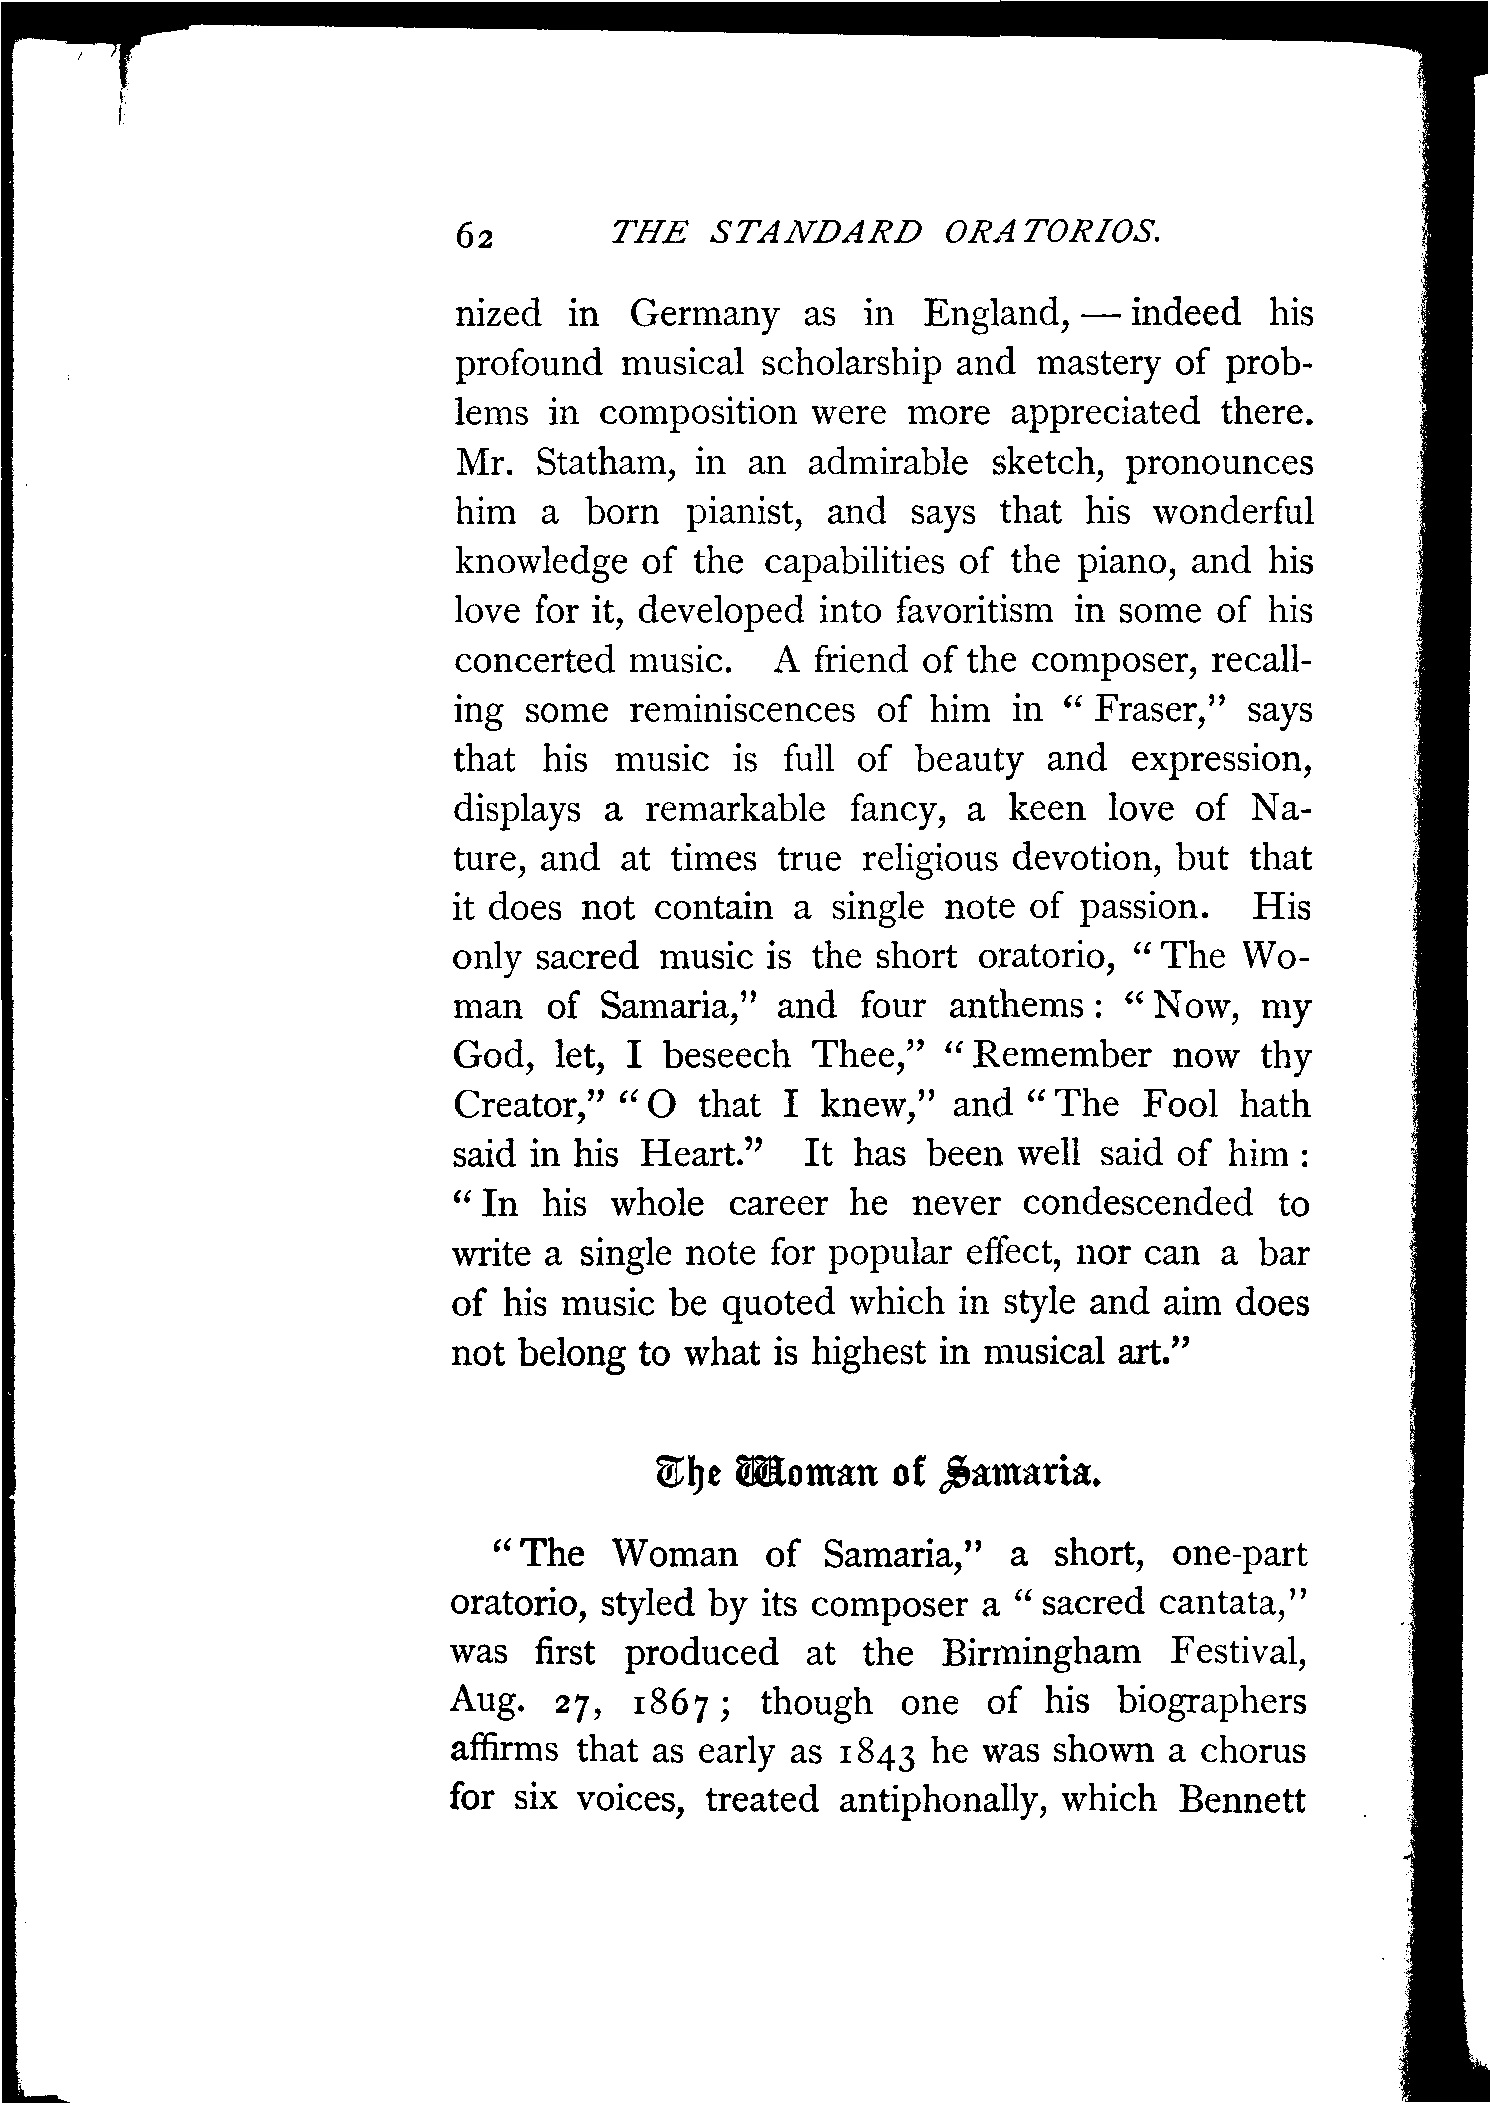 62 THE STANDARD ORATORIOS.
nized in Germany as in England, — indeed his
profound musical scholarship and mastery of prob-
lems in composition were more appreciated there.
Mr. Statham, in an admirable sketch, pronounces
him a born pianist, and says that his wonderful
knowledge of the capabilities of the piano, and his
love for it, developed into favoritism in some of his
concerted music. A friend of the composer, recall-
ing some reminiscences of him in “Fraser,” says
that his music is full of beauty and expression,
displays a remarkable fancy, a keen love of Na-
ture, and at times true religious devotion, but that
it does not contain a single note of passion. His
only sacred music is the short oratorio, “The Wo-
man of Samaria,” and four anthems: “Now, my
God, let, I beseech Thee,” “Remember now thy
Creator,” “O that I knew,” and “The Fool hath
said in his Heart.” It has been well said of him:
“In his whole career he never condescended to
write a single note for popular effect, nor can a bar
of his music be quoted which in style and aim does
not belong to what is highest in musical art.”
The Woman of Samaria.
“The Woman of Samaria,” a short, one-part
oratorio, styled by its composer a “sacred cantata,”
was first produced at the Birmingham Festival,
Aug. 27, 1867; though one of his biographers
affirms that as early as 1843 he was shown a chorus
for six voices, treated antiphonally, which Bennett